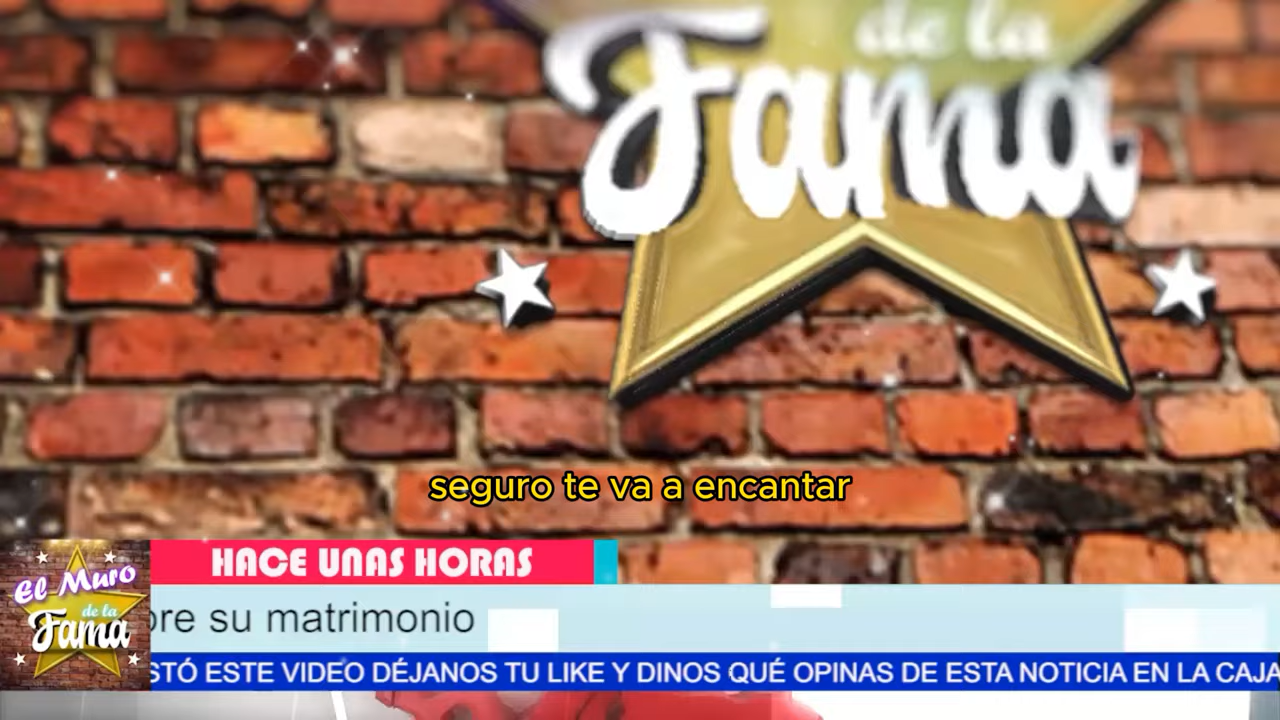 de la
Fama
seguro te va a encantar
HACE UNAS HORAS
El Muro
de la
Fama
bre su matrimonio
STÓ ESTE VIDEO DÉJANOS TU LIKE Y DINOS QUÉ OPINAS DE ESTA NOTICIA EN LA CAJA